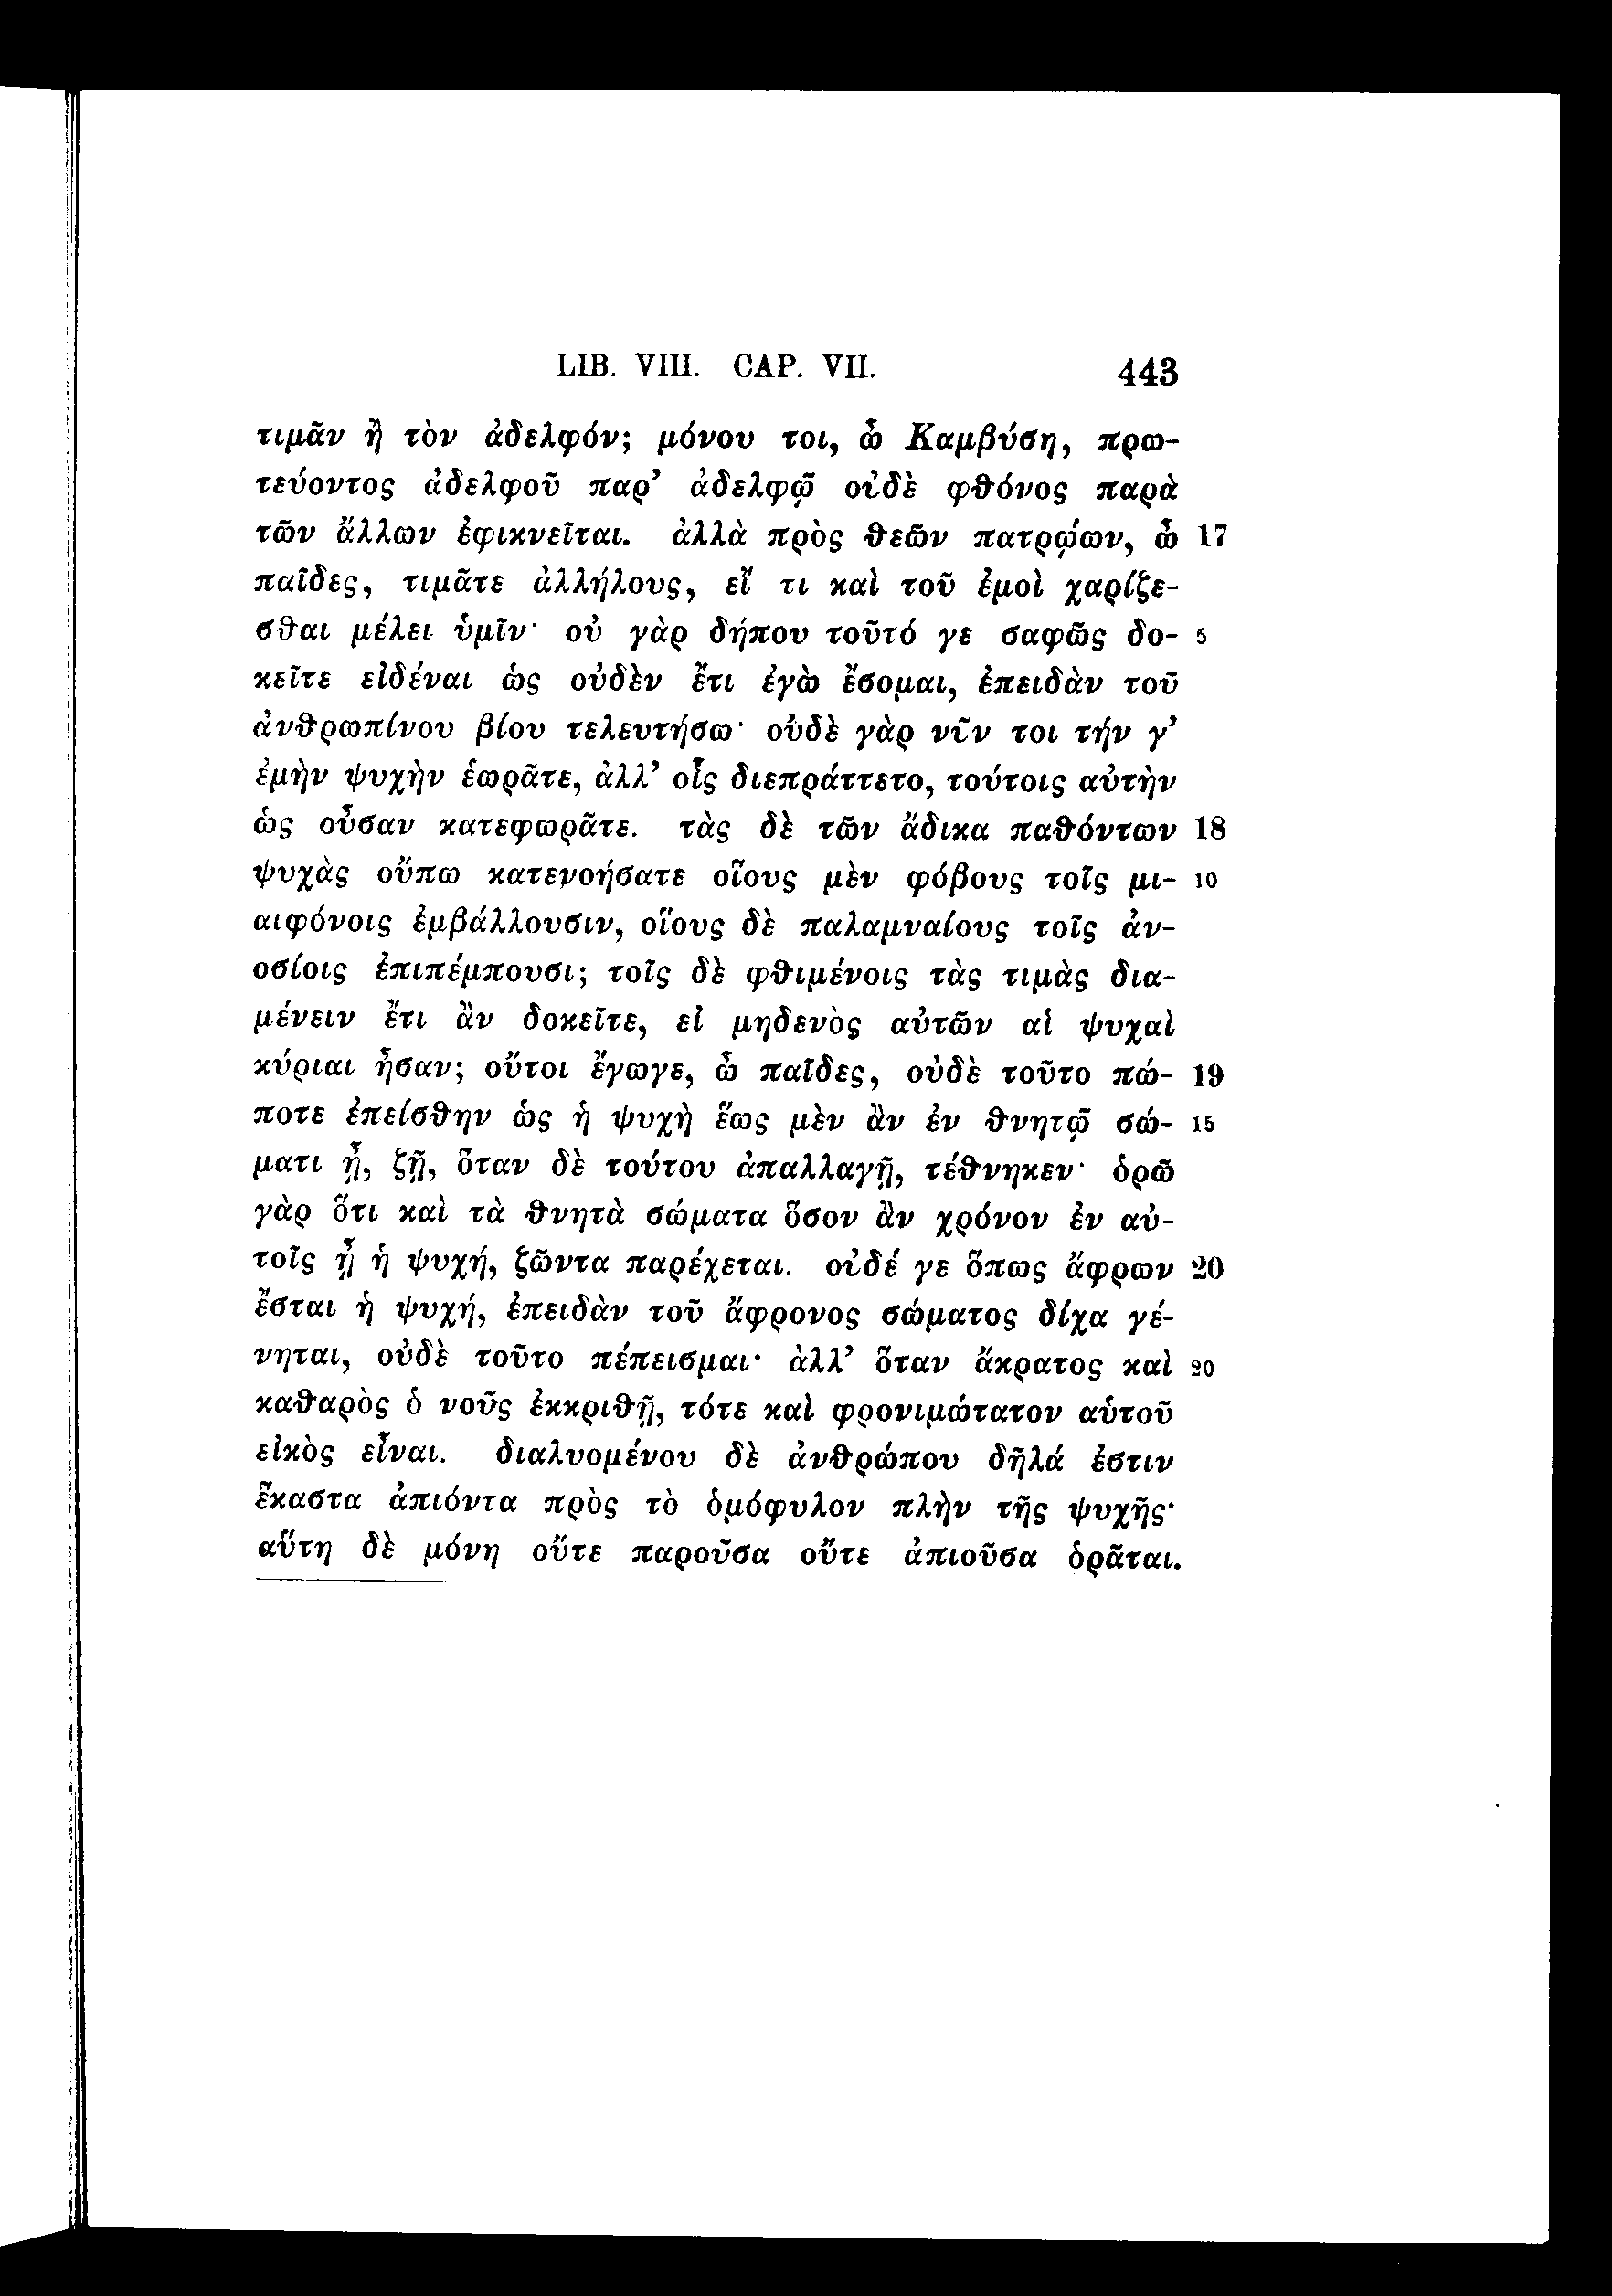 LIB. VIII. CAP. VII. 443
τιμᾶν ἢ τὸν ἀδελφόν; μόνου τοι, ὦ Καμβύση, πρω-
τεύοντος ἀδελφοῦ παρ’ ἀδελφῷ οὐδὲ φθόνος παρὰ
τῶν ἄλλων ἐφικνεῖται. ἀλλὰ πρὸς θεῶν πατρῴων, ὦ 17
παῖδες, τιμᾶτε ἀλλήλους, εἴ τι καὶ τοῦ ἐμοὶ χαρίζε-
σθαι μέλει ὑμῖν· οὐ γὰρ δήπου τοῦτό γε σαφῶς δο- 5
κεῖτε εἰδέναι ὡς οὐδὲν ἔτι ἐγὼ ἔσομαι, ἐπειδὰν τοῦ
ἀνθρωπίνου βίου τελευτήσω· οὐδὲ γὰρ νῦν τοι τήν γ’
ἐμὴν ψυχὴν ἑωρᾶτε, ἀλλ’ οἷς διεπράττετο, τούτοις αὐτὴν
ὡς οὖσαν κατεφωρᾶτε. τὰς δὲ τῶν ἄδικα παθόντων 18
ψυχὰς οὔπω κατενοήσατε οἵους μὲν φόβους τοῖς μι- 10
αιφόνοις ἐμβάλλουσιν, οἵους δὲ παλαμναίους τοῖς ἀν-
οσίοις ἐπιπέμπουσι; τοῖς δὲ φθιμένοις τὰς τιμὰς δια-
μένειν ἔτι ἂν δοκεῖτε, εἰ μηδενὸς αὐτῶν αἱ ψυχαὶ
κύριαι ἦσαν; οὔτοι ἔγωγε, ὦ παῖδες, οὐδὲ τοῦτο πώ- 19
ποτε ἐπείσθην ὡς ἡ ψυχὴ ἕως μὲν ἂν ἐν θνητῷ σώ- 15
ματι ᾖ, ζῇ, ὅταν δὲ τούτου ἀπαλλαγῇ, τέθνηκεν· ὁρῶ
γὰρ ὅτι καὶ τὰ θνητὰ σώματα ὅσον ἂν χρόνον ἐν αὐ-
τοῖς ᾖ ἡ ψυχή, ζῶντα παρέχεται. οὐδέ γε ὅπως ἄφρων 20
ἔσται ἡ ψυχή, ἐπειδὰν τοῦ ἄφρονος σώματος δίχα γέ-
νηται, οὐδὲ τοῦτο πέπεισμαι· ἀλλ’ ὅταν ἄκρατος καὶ 20
καθαρὸς ὁ νοῦς ἐκκριθῇ, τότε καὶ φρονιμώτατον αὑτοῦ
εἰκὸς εἶναι. διαλυομένου δὲ ἀνθρώπου δῆλά ἐστιν
ἕκαστα ἀπιόντα πρὸς τὸ ὁμόφυλον πλὴν τῆς ψυχῆς·
αὕτη δὲ μόνη οὔτε παροῦσα οὔτε ἀπιοῦσα ὁρᾶται.